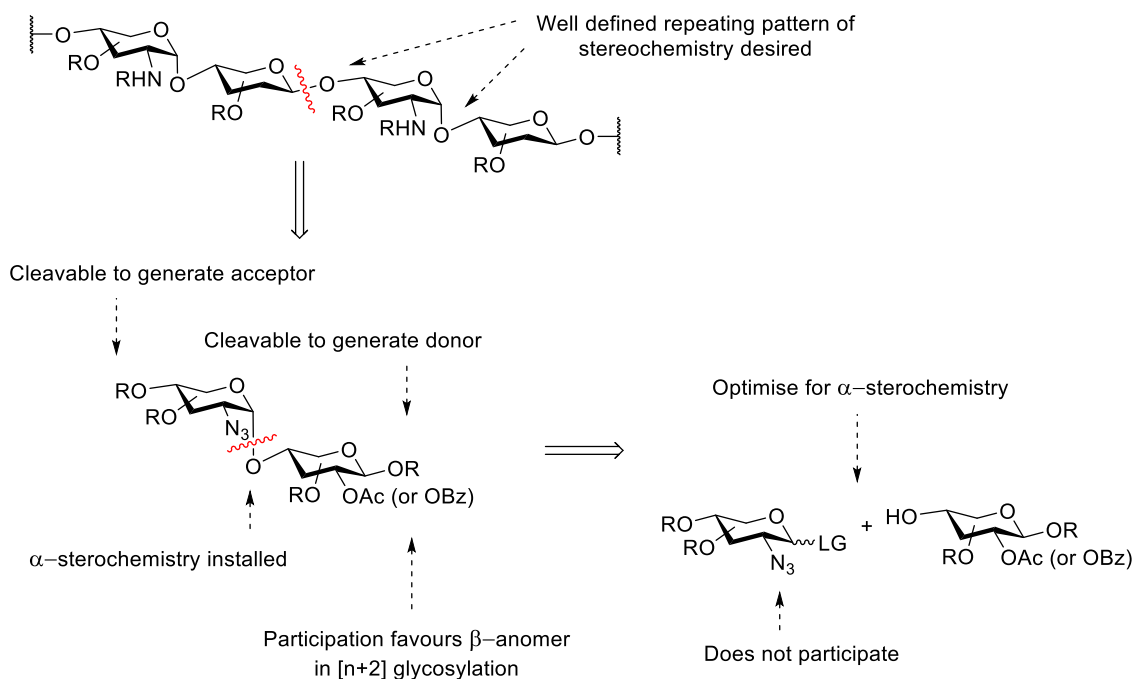 Well defined repeating pattern of
stereochemistry desired
O
O
RO
RHN
O
O
RO
O
O
RO
RHN
O
O
RO
O
Cleavable to generate acceptor
Cleavable to generate donor
Optimise for α−sterochemistry
RO
O
RO
N3
O
O
OR
RO
OAc (or OBz)
RO
O
RO
LG
N3
+
HO
O
OR
RO
OAc (or OBz)
α−sterochemistry installed
Participation favours β−anomer
in [n+2] glycosylation
Does not participate